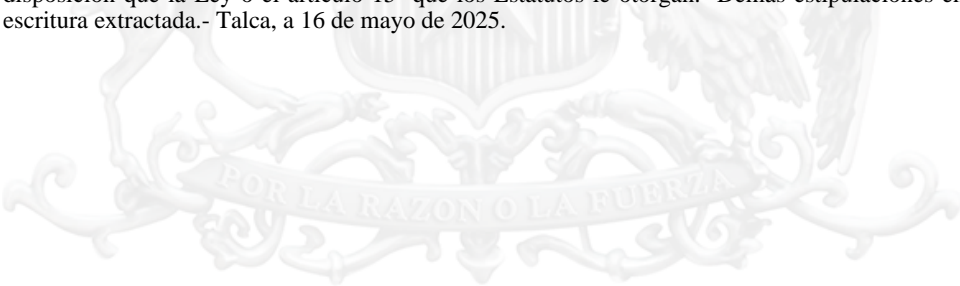 disposición que la Ley o el artículo 15° que los Estatutos le otorgan.- Demás estipulaciones en
escritura extractada.- Talca, a 16 de mayo de 2025.
POR LA RAZON O LA FUERZA